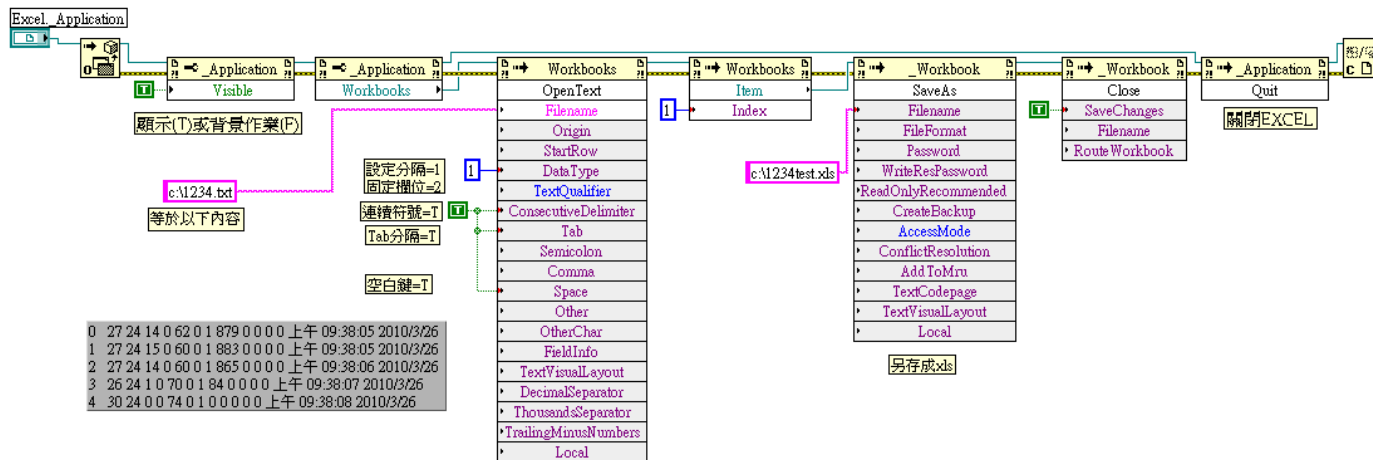 Excel._Application
_Application
Visible
T
顯示(T)或背景作業(F)
_Application
Workbooks
Workbooks
OpenText
Filename
Origin
StartRow
DataType
TextQualifier
ConsecutiveDelimiter
Tab
Semicolon
Comma
Space
Other
OtherChar
FieldInfo
TextVisualLayout
DecimalSeparator
ThousandsSeparator
TrailingMinusNumbers
Local
c:\1234.txt
等於以下內容
設定分隔=1
固定欄位=2
1
連續符號=T
T
Tab分隔=T
空白鍵=T
0 27 24 14 0 62 0 1 879 0 0 0 0 上午 09:38:05 2010/3/26
1 27 24 15 0 60 0 1 883 0 0 0 0 上午 09:38:05 2010/3/26
2 27 24 14 0 60 0 1 865 0 0 0 0 上午 09:38:06 2010/3/26
3 26 24 1 0 70 0 1 84 0 0 0 0 上午 09:38:07 2010/3/26
4 30 24 0 0 74 0 1 0 0 0 0 0 上午 09:38:08 2010/3/26
Workbooks
Item
Index
1
_Workbook
SaveAs
Filename
FileFormat
Password
WriteResPassword
ReadOnlyRecommended
CreateBackup
AccessMode
ConflictResolution
AddToMru
TextCodepage
TextVisualLayout
Local
c:\1234test.xls
另存成xls
_Workbook
Close
SaveChanges
Filename
RouteWorkbook
T
_Application
Quit
關閉EXCEL
C